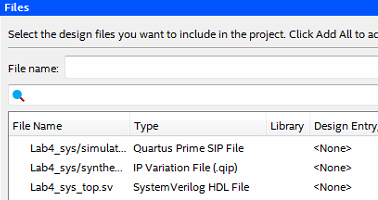 Files
Select the design files you want to include in the project. Click Add All to
File name:
File Name Type Library Design Entry
Lab4_sys/simulat... Quartus Prime SIP File <None>
Lab4_sys/synthe... IP Variation File (.qip) <None>
Lab4_sys_top.sv SystemVerilog HDL File <None>